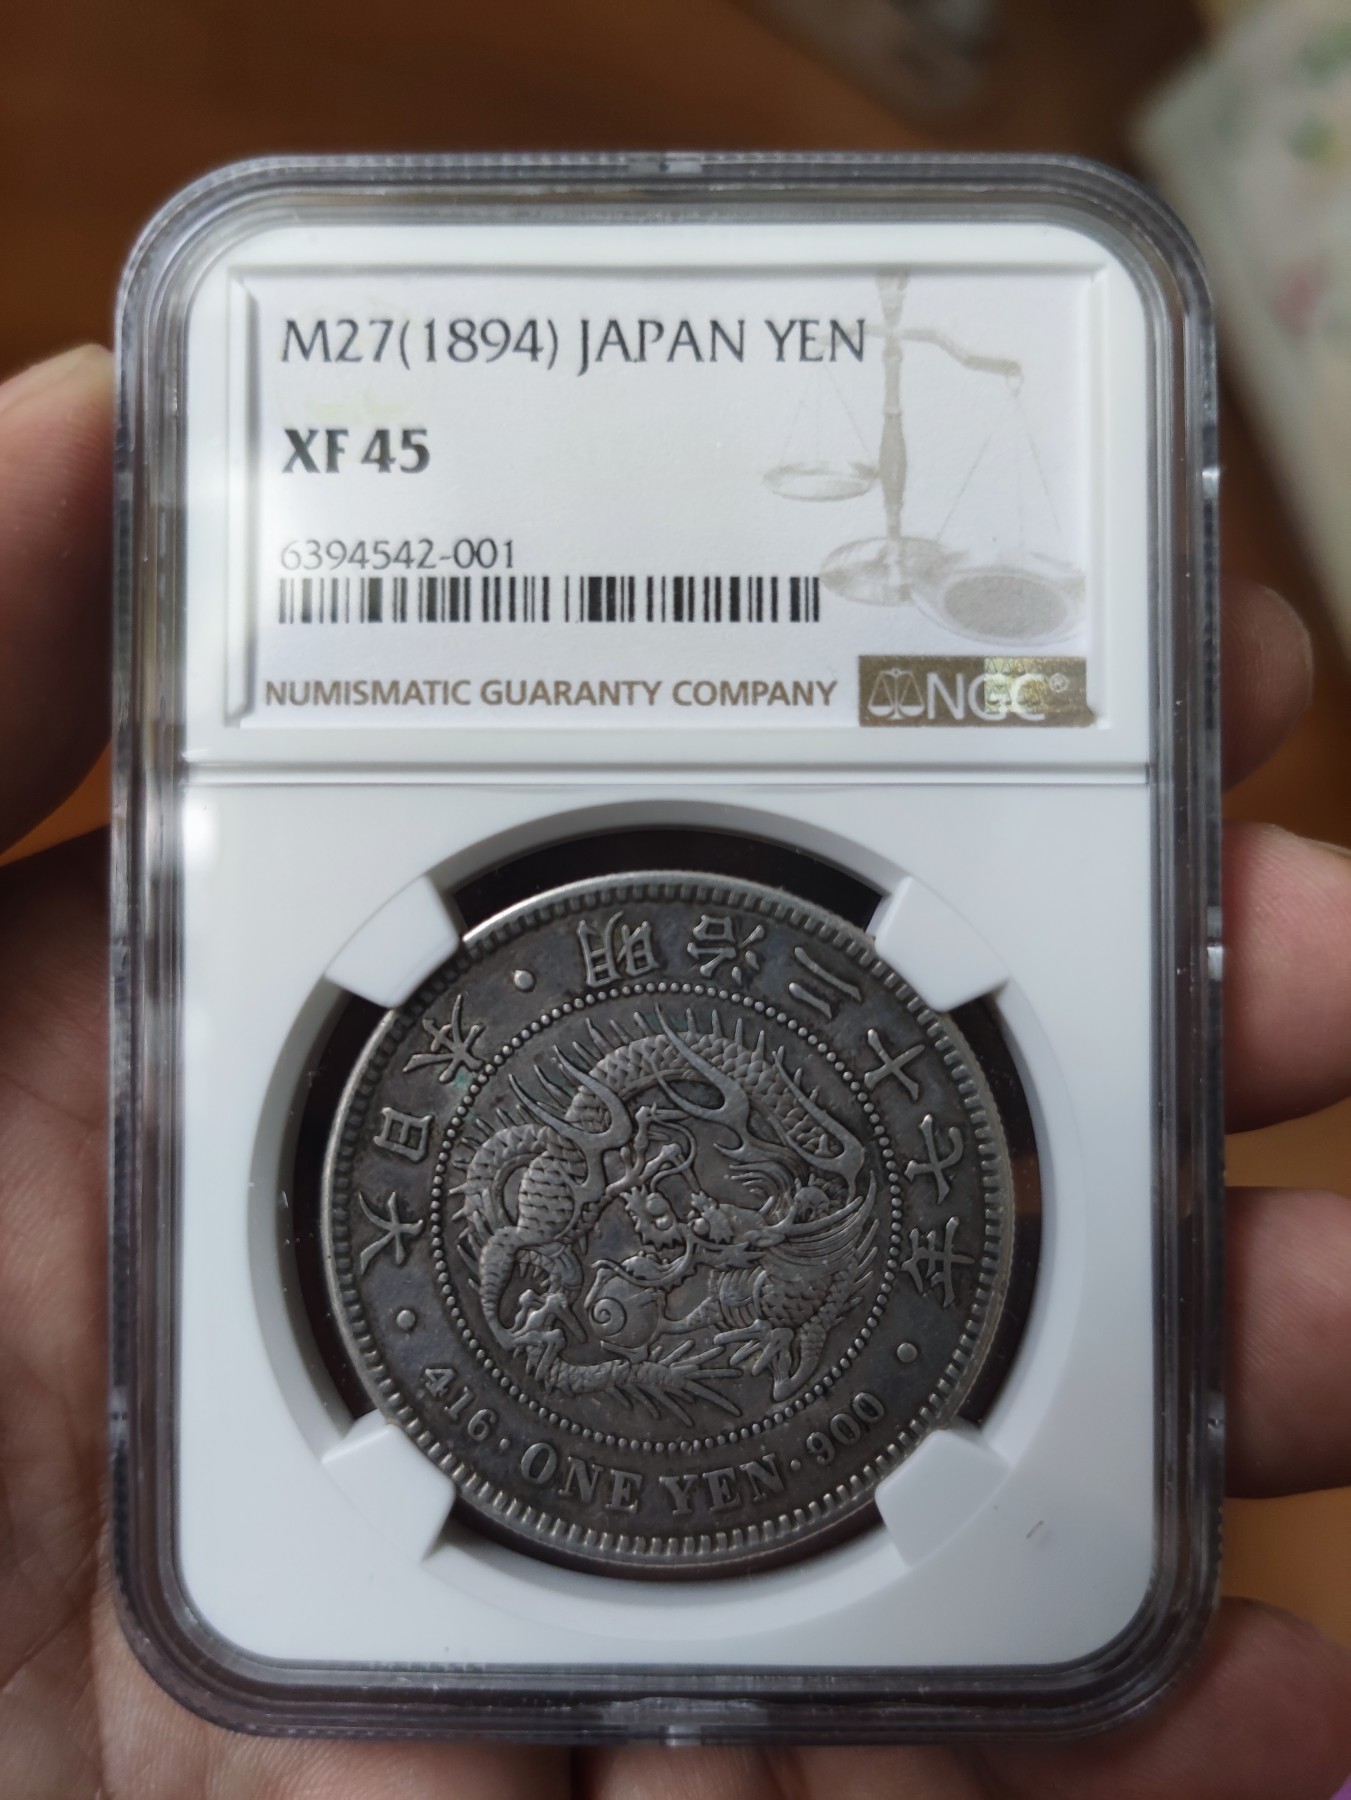 M27(1894) JAPAN YEN
XF 45
6394542-001
NUMISMATIC GUARANTY COMPANY
NGC®
大日本・明治二十七年
416・ONE YEN・900